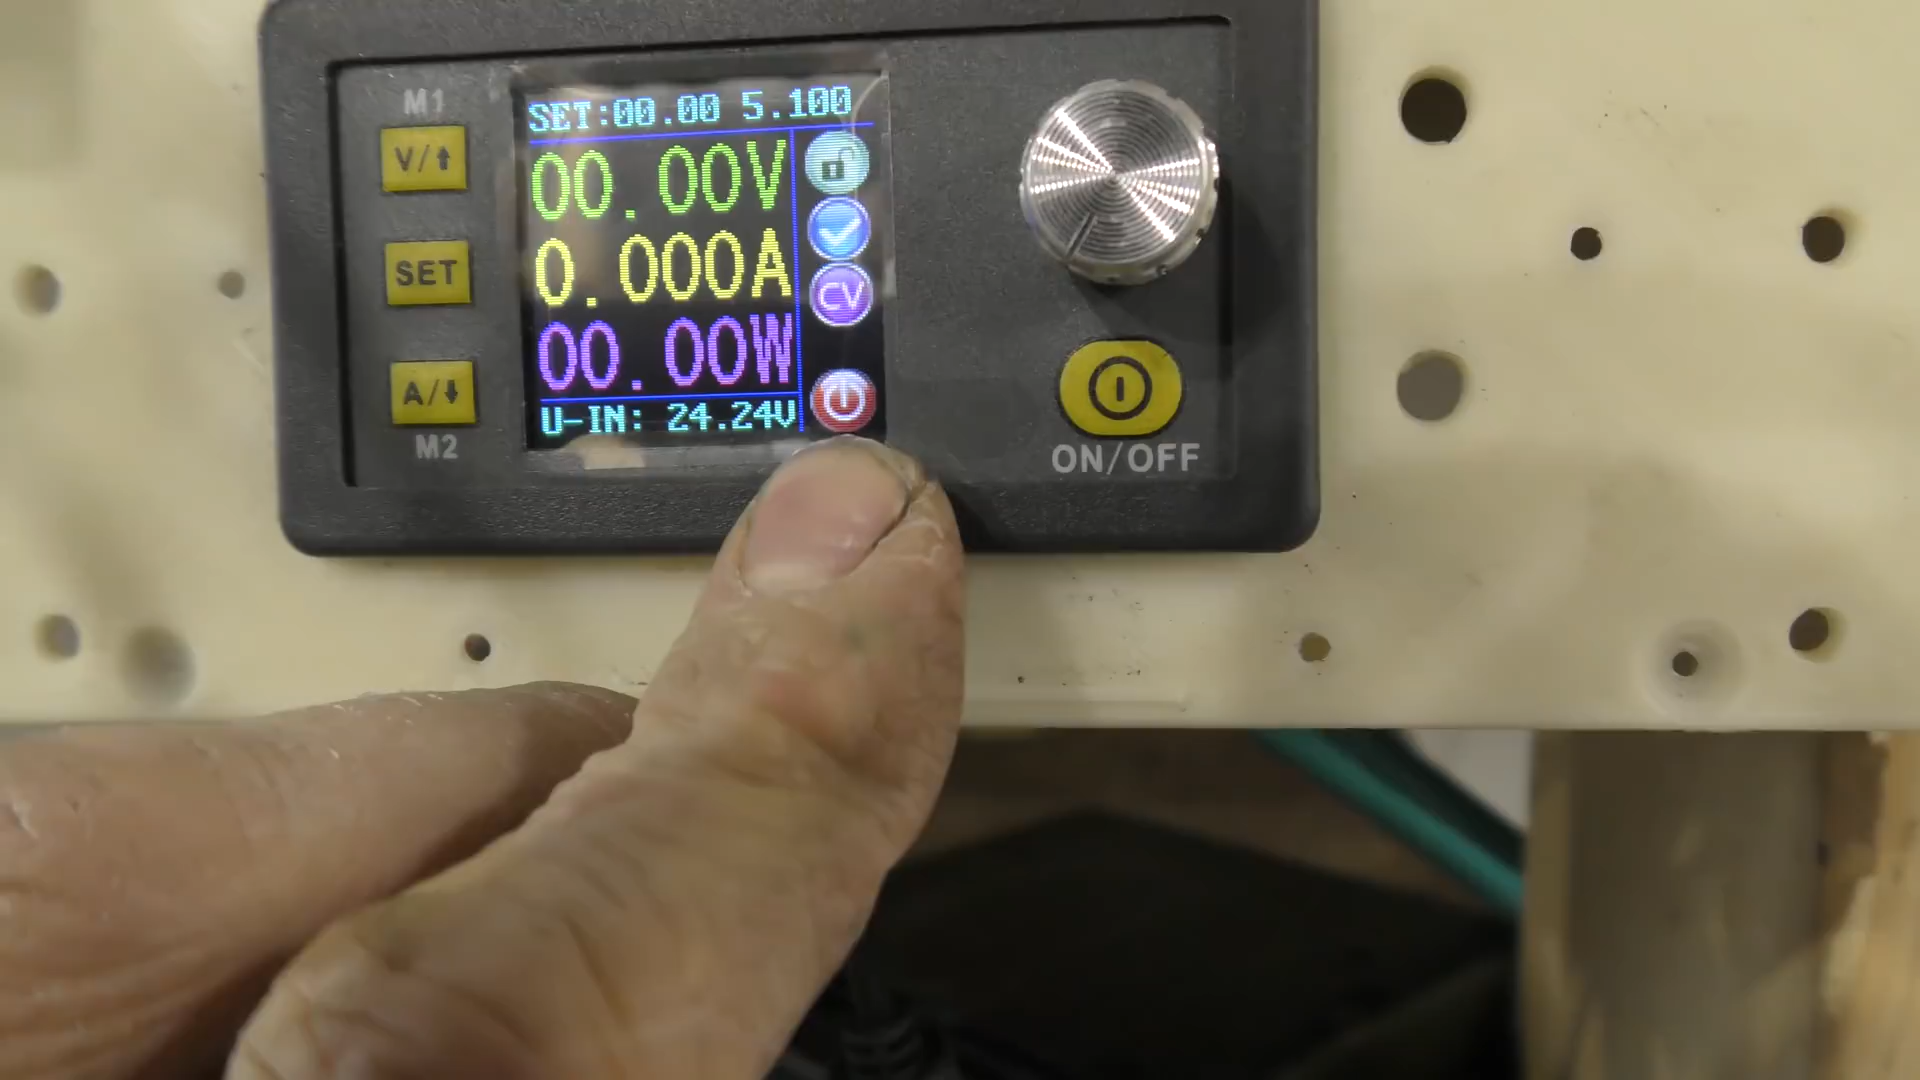 M1
V/↑
SET
A/↓
M2
SET:00.00 5.100
00.00V
0.000A
00.00W
U-IN: 24.24V
CV
ON/OFF